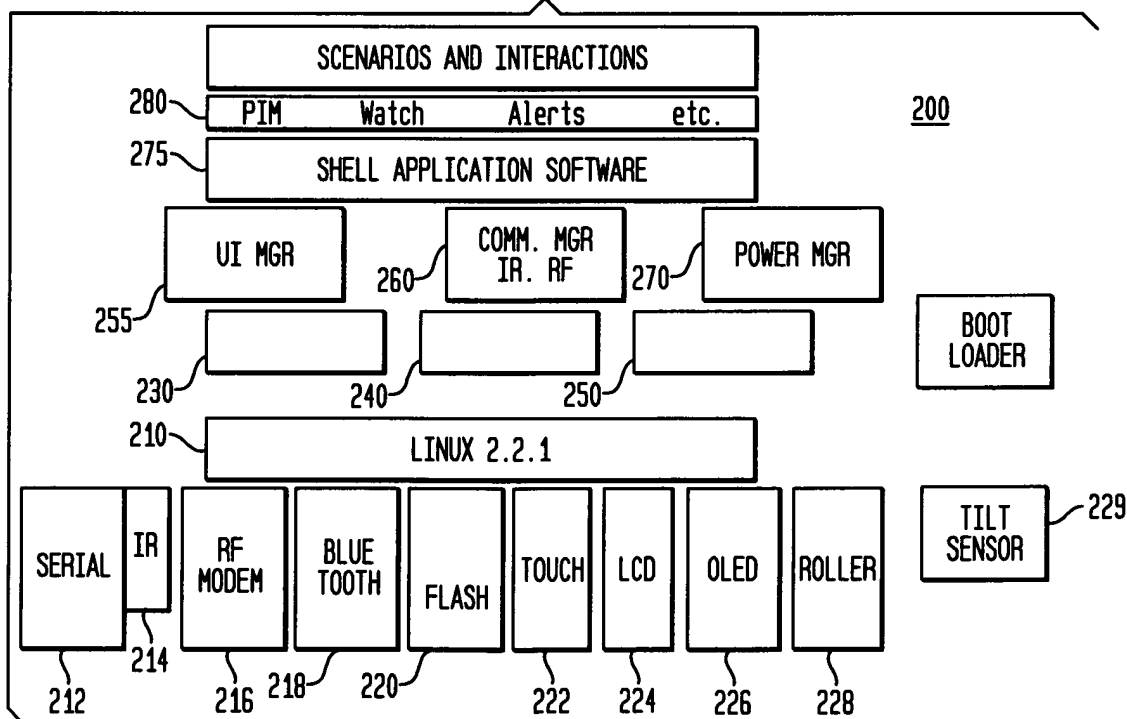 SCENARIOS AND INTERACTIONS
280
PIM Watch Alerts etc.
200
275
SHELL APPLICATION SOFTWARE
UI MGR
255
260
COMM. MGR
IR. RF
270
POWER MGR
BOOT
LOADER
230
240
250
210
LINUX 2.2.1
SERIAL
IR
RF
MODEM
BLUE
TOOTH
FLASH
TOUCH
LCD
OLED
ROLLER
TILT
SENSOR
229
212
214
216
218
220
222
224
226
228